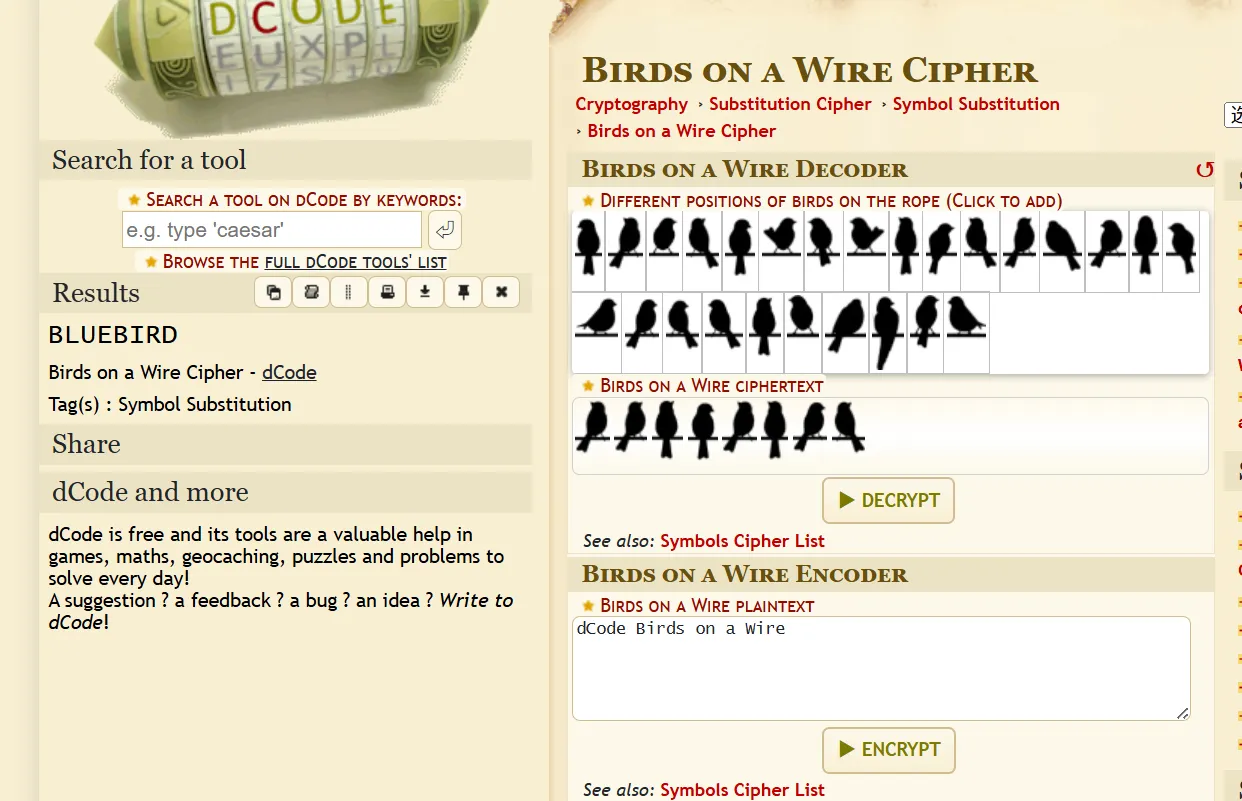 DCODE
EUXPL
Search for a tool
★ Search a tool on dCode by keywords:
e.g. type 'caesar'
★ Browse the full dCode tools' list
Results
BLUEBIRD
Birds on a Wire Cipher - dCode
Tag(s) : Symbol Substitution
Share
dCode and more
dCode is free and its tools are a valuable help in
games, maths, geocaching, puzzles and problems to
solve every day!
A suggestion ? a feedback ? a bug ? an idea ? Write to
dCode!
Birds on a Wire Cipher
Cryptography › Substitution Cipher › Symbol Substitution
› Birds on a Wire Cipher
Birds on a Wire Decoder
★ Different positions of birds on the rope (Click to add)
★ Birds on a Wire ciphertext
▶ DECRYPT
See also: Symbols Cipher List
Birds on a Wire Encoder
★ Birds on a Wire plaintext
dCode Birds on a Wire
▶ ENCRYPT
See also: Symbols Cipher List